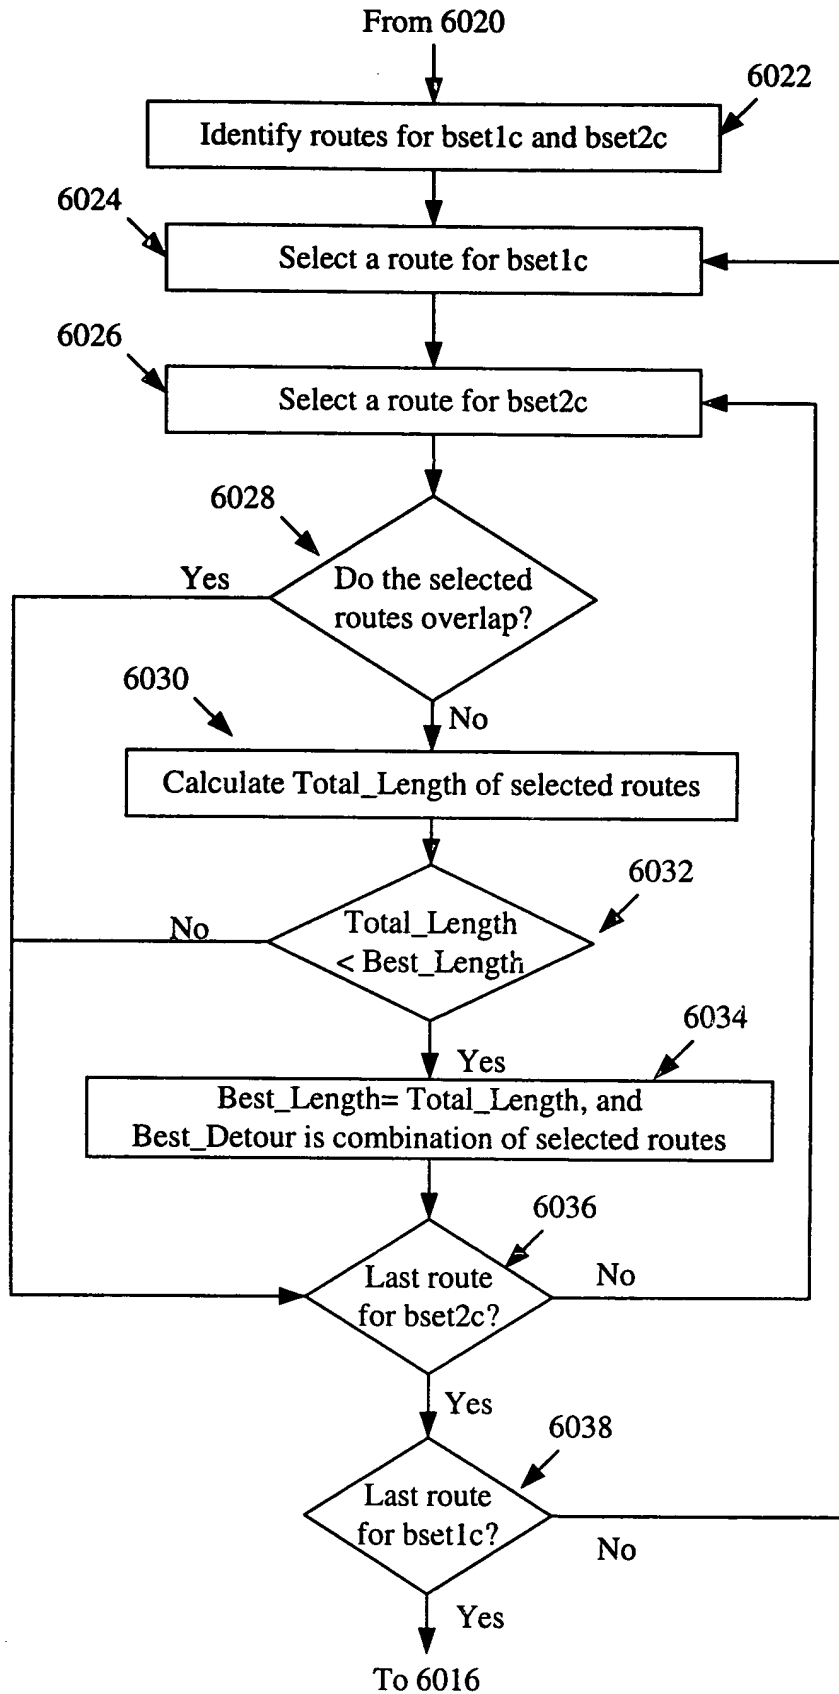 From 6020
6022
Identify routes for bset1c and bset2c
6024
Select a route for bset1c
6026
Select a route for bset2c
6028
Yes
Do the selected
routes overlap?
6030
No
Calculate Total_Length of selected routes
6032
No
Total_Length
< Best_Length
6034
Yes
Best_Length= Total_Length, and
Best_Detour is combination of selected routes
6036
Last route
for bset2c?
No
Yes
6038
Last route
for bset1c?
No
Yes
To 6016